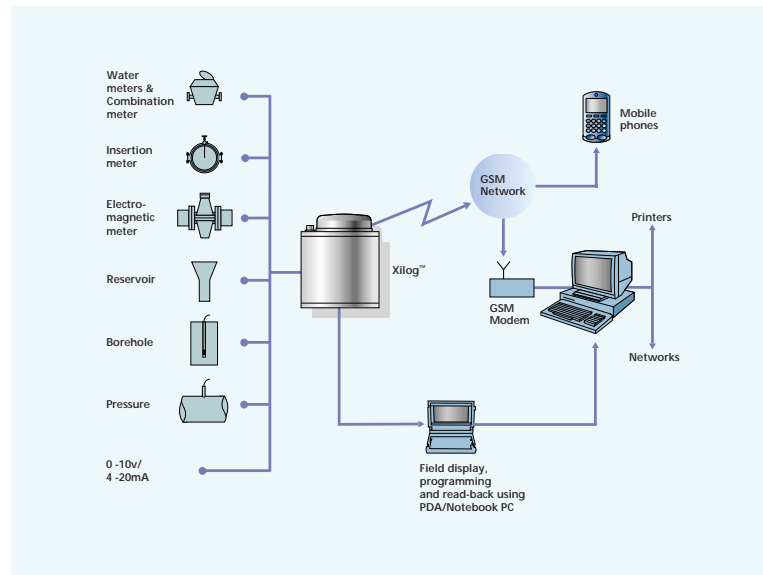 Water
meters &
Combination
meter
Insertion
meter
Electro-
magnetic
meter
Reservoir
Borehole
Pressure
0 -10v/
4 -20mA
Xilog™
GSM
Network
Mobile
phones
Printers
GSM
Modem
Networks
Field display,
programming
and read-back using
PDA/Notebook PC